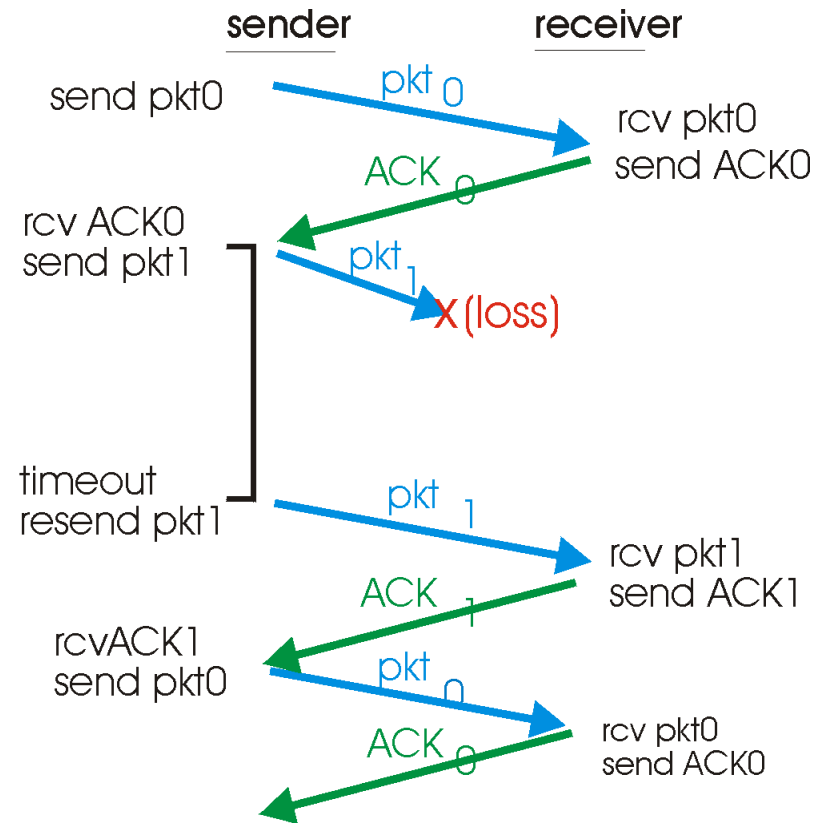 sender
receiver
send pkt0
pkt 0
rcv pkt0
send ACK0
ACK 0
rcv ACK0
send pkt1
pkt 1
X (loss)
timeout
resend pkt1
pkt 1
rcv pkt1
send ACK1
ACK 1
rcvACK1
send pkt0
pkt 0
rcv pkt0
send ACK0
ACK 0